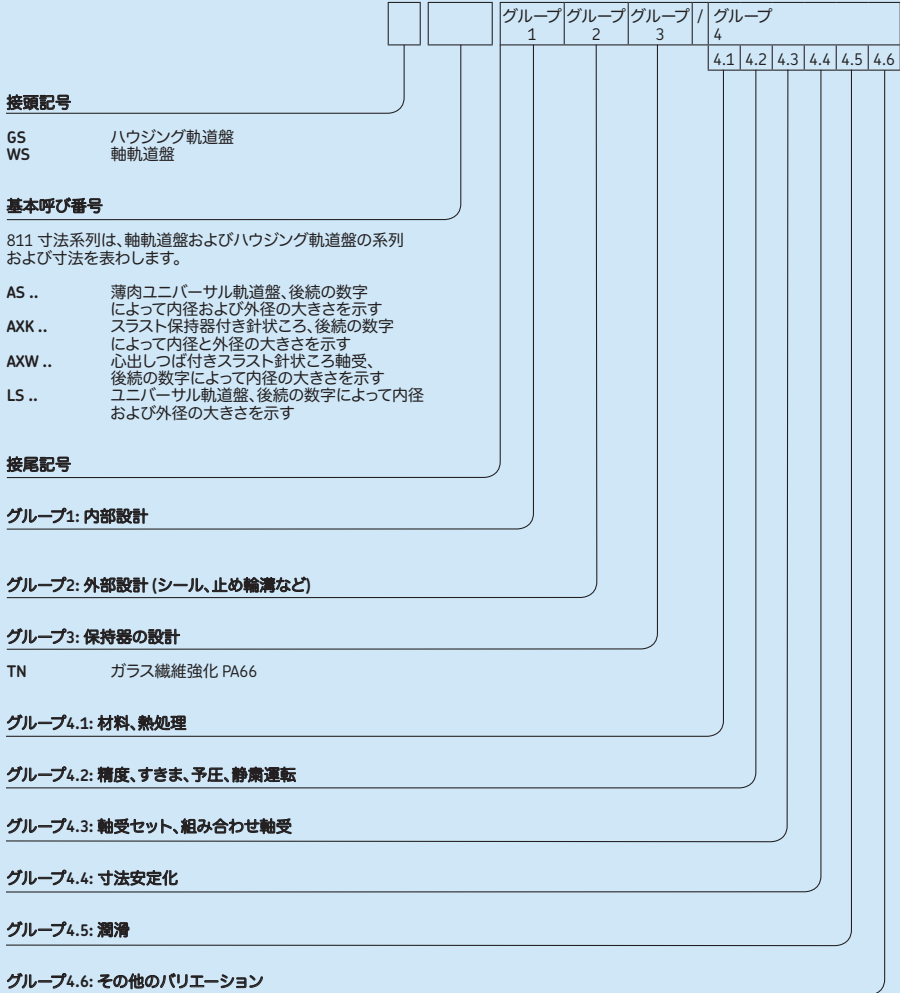 グループ グループ グループ / グループ
1 2 3 4
4.1 4.2 4.3 4.4 4.5 4.6
接頭記号
GS ハウジング軌道盤
WS 軸軌道盤
基本呼び番号
811 寸法系列は、軸軌道盤およびハウジング軌道盤の系列
および寸法を表わします。
AS .. 薄肉ユニバーサル軌道盤、後続の数字
によって内径および外径の大きさを示す
AXK .. スラスト保持器付き針状ころ、後続の数字
によって内径と外径の大きさを示す
AXW .. 心出しつば付きスラスト針状ころ軸受、
後続の数字によって内径の大きさを示す
LS .. ユニバーサル軌道盤、後続の数字によって内径
および外径の大きさを示す
接尾記号
グループ1: 内部設計
グループ2: 外部設計 (シール、止め輪溝など)
グループ3: 保持器の設計
TN ガラス繊維強化 PA66
グループ4.1: 材料、熱処理
グループ4.2: 精度、すきま、予圧、静粛運転
グループ4.3: 軸受セット、組み合わせ軸受
グループ4.4: 寸法安定化
グループ4.5: 潤滑
グループ4.6: その他のバリエーション